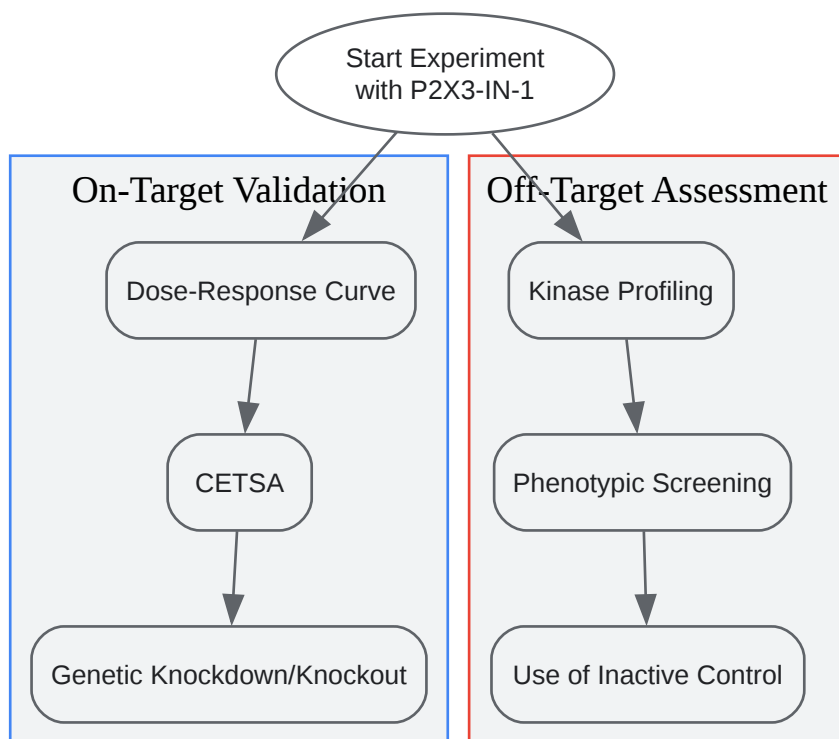 Start Experiment
with P2X3-IN-1
On-Target Validation
Off-Target Assessment
Dose-Response Curve
Kinase Profiling
CETSA
Phenotypic Screening
Genetic Knockdown/Knockout
Use of Inactive Control